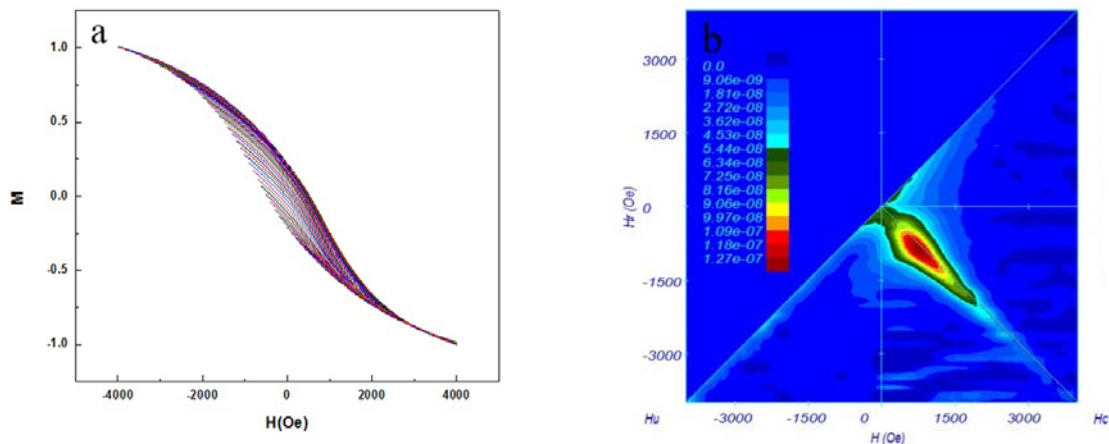 a
1.0
0.5
0.0
-0.5
-1.0
M
-4000 -2000 0 2000 4000
H(Oe)
b
0.0
9.06e-09
1.81e-08
2.72e-08
3.62e-08
4.53e-08
5.44e-08
6.34e-08
7.25e-08
8.16e-08
9.06e-08
9.97e-08
1.09e-07
1.18e-07
1.27e-07
3000
1500
0
-1500
-3000
Hr (Oe)
Hu -3000 -1500 0 1500 3000 Hc
H (Oe)